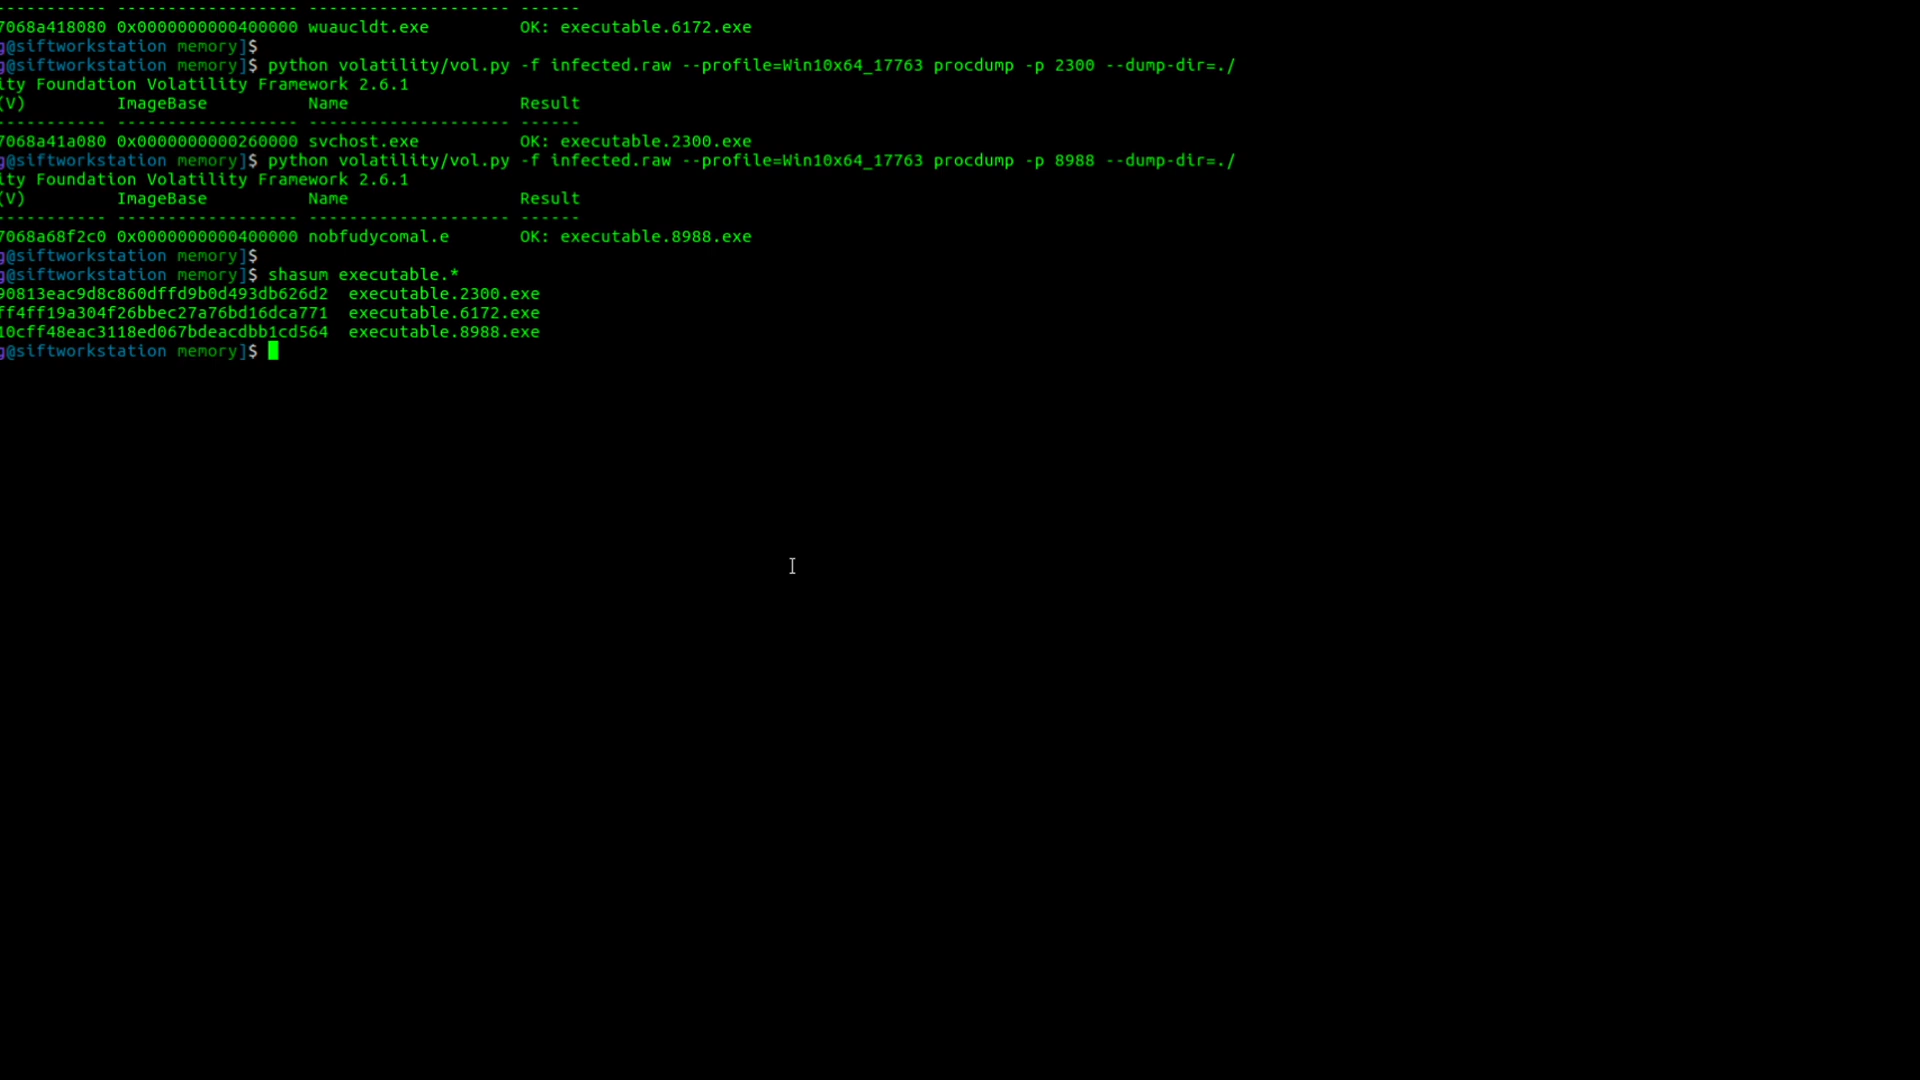 ----------- ------------------ -------------------- ------
7068a418080 0x0000000000400000 wuaucldt.exe         OK: executable.6172.exe
g@siftworkstation memory]$
g@siftworkstation memory]$ python volatility/vol.py -f infected.raw --profile=Win10x64_17763 procdump -p 2300 --dump-dir=./
ity Foundation Volatility Framework 2.6.1
(V)         ImageBase          Name                 Result
----------- ------------------ -------------------- ------
7068a41a080 0x0000000000260000 svchost.exe          OK: executable.2300.exe
g@siftworkstation memory]$ python volatility/vol.py -f infected.raw --profile=Win10x64_17763 procdump -p 8988 --dump-dir=./
ity Foundation Volatility Framework 2.6.1
(V)         ImageBase          Name                 Result
----------- ------------------ -------------------- ------
7068a68f2c0 0x0000000000400000 nobfudycomal.e       OK: executable.8988.exe
g@siftworkstation memory]$
g@siftworkstation memory]$ shasum executable.*
90813eac9d8c860dffd9b0d493db626d2  executable.2300.exe
ff4ff19a304f26bbec27a76bd16dca771  executable.6172.exe
10cff48eac3118ed067bdeacdbb1cd564  executable.8988.exe
g@siftworkstation memory]$